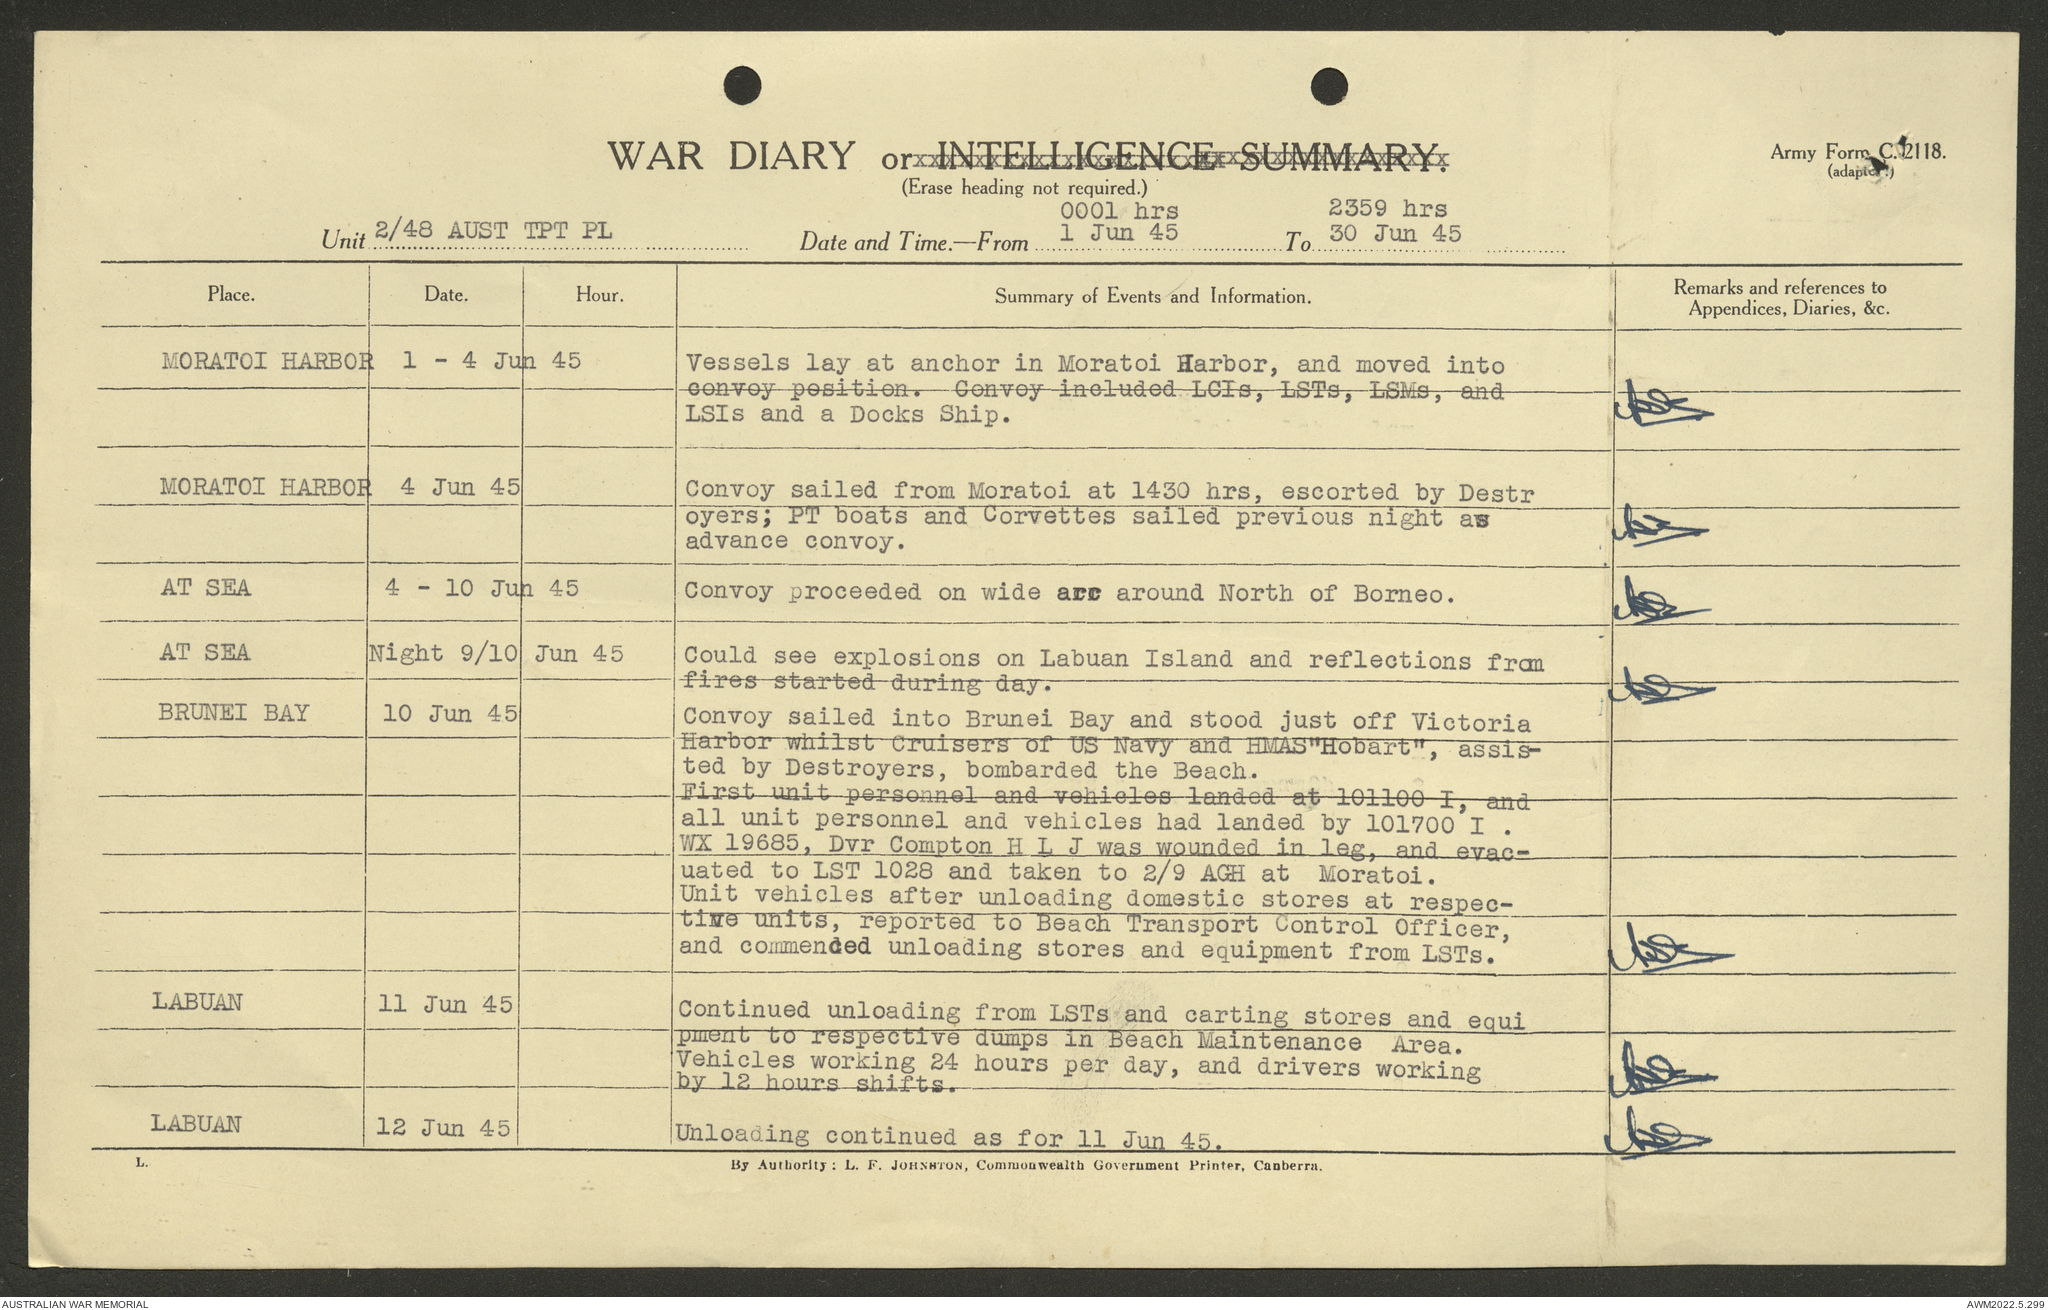 WAR DIARY or INTELLIGENCE SUMMARY.
(Erase heading not required.)
Army Form C. 2118.
0001 hrs 2359 hrs
Unit 2/48 AUST TPT PL Date and Time.—From 1 Jun 45 To 30 Jun 45
Place. Date. Hour. Summary of Events and Information. Remarks and references to
Appendices, Diaries, &c.
MORATOI HARBOR 1 - 4 Jun 45 Vessels lay at anchor in Moratoi Harbor, and moved into
convoy position. Convoy included LCIs, LSTs, LSMs, and
LSIs and a Docks Ship.
MORATOI HARBOR 4 Jun 45 Convoy sailed from Moratoi at 1430 hrs, escorted by Destr
oyers; PT boats and Corvettes sailed previous night as
advance convoy.
AT SEA 4 - 10 Jun 45 Convoy proceeded on wide arc around North of Borneo.
AT SEA Night 9/10 Jun 45 Could see explosions on Labuan Island and reflections from
fires started during day.
BRUNEI BAY 10 Jun 45 Convoy sailed into Brunei Bay and stood just off Victoria
Harbor whilst Cruisers of US Navy and HMAS"Hobart", assis-
ted by Destroyers, bombarded the Beach.
First unit personnel and vehicles landed at 101100 I, and
all unit personnel and vehicles had landed by 101700 I .
WX 19685, Dvr Compton H L J was wounded in leg, and evac-
uated to LST 1028 and taken to 2/9 AGH at Moratoi.
Unit vehicles after unloading domestic stores at respec-
tive units, reported to Beach Transport Control Officer,
and commenced unloading stores and equipment from LSTs.
LABUAN 11 Jun 45 Continued unloading from LSTs and carting stores and equi
pment to respective dumps in Beach Maintenance Area.
Vehicles working 24 hours per day, and drivers working
by 12 hours shifts.
LABUAN 12 Jun 45 Unloading continued as for 11 Jun 45.
L. By Authority: L. F. JOHNSTON, Commonwealth Government Printer, Canberra.
AUSTRALIAN WAR MEMORIAL AWM2022.5.299